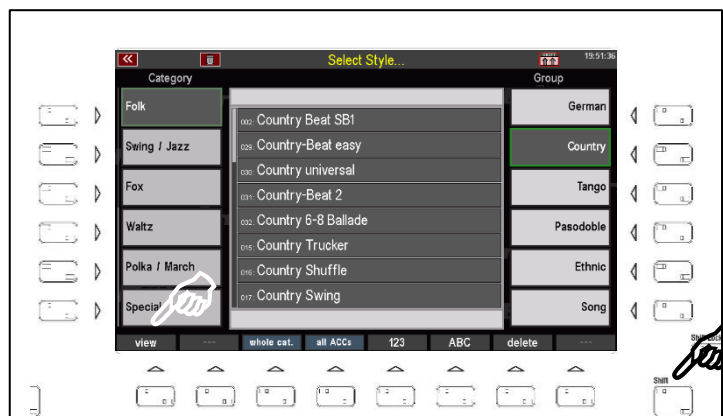 Select Style...
SHIFT
19:51:36
Category
Group
Folk
Swing / Jazz
Fox
Waltz
Polka / March
Special
002: Country Beat SB1
029: Country-Beat easy
030: Country universal
031: Country-Beat 2
032: Country 6-8 Ballade
015: Country Trucker
016: Country Shuffle
017: Country Swing
German
Country
Tango
Pasodoble
Ethnic
Song
view
---
whole cat.
all ACCs
123
ABC
delete
---
Shift